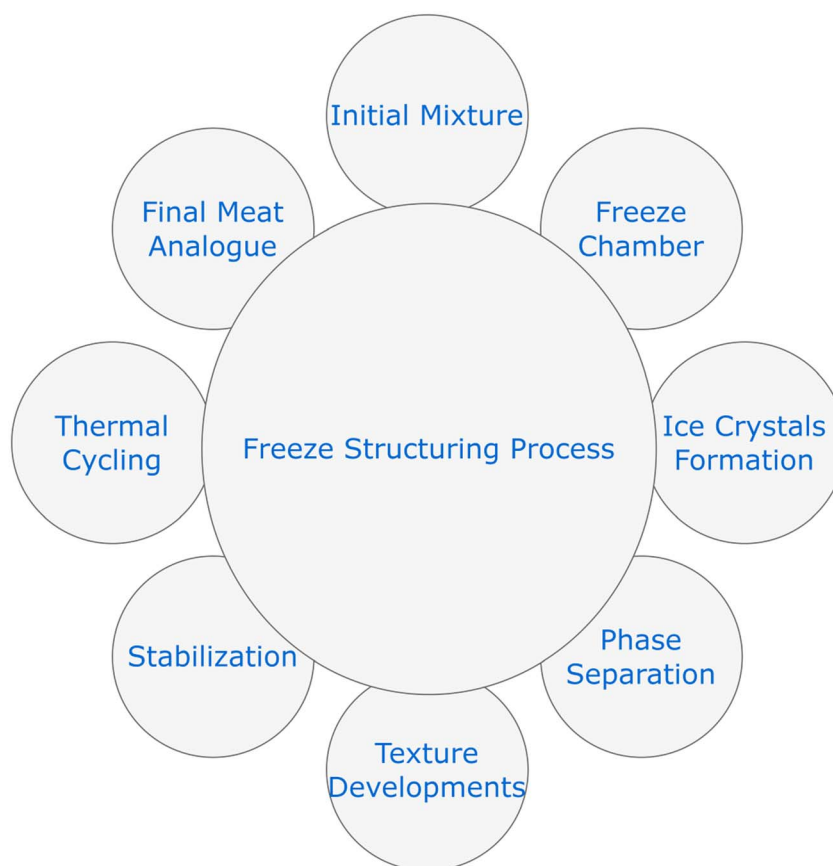 Initial Mixture
Freeze
Chamber
Ice Crystals
Formation
Phase
Separation
Texture
Developments
Stabilization
Thermal
Cycling
Final Meat
Analogue
Freeze Structuring Process